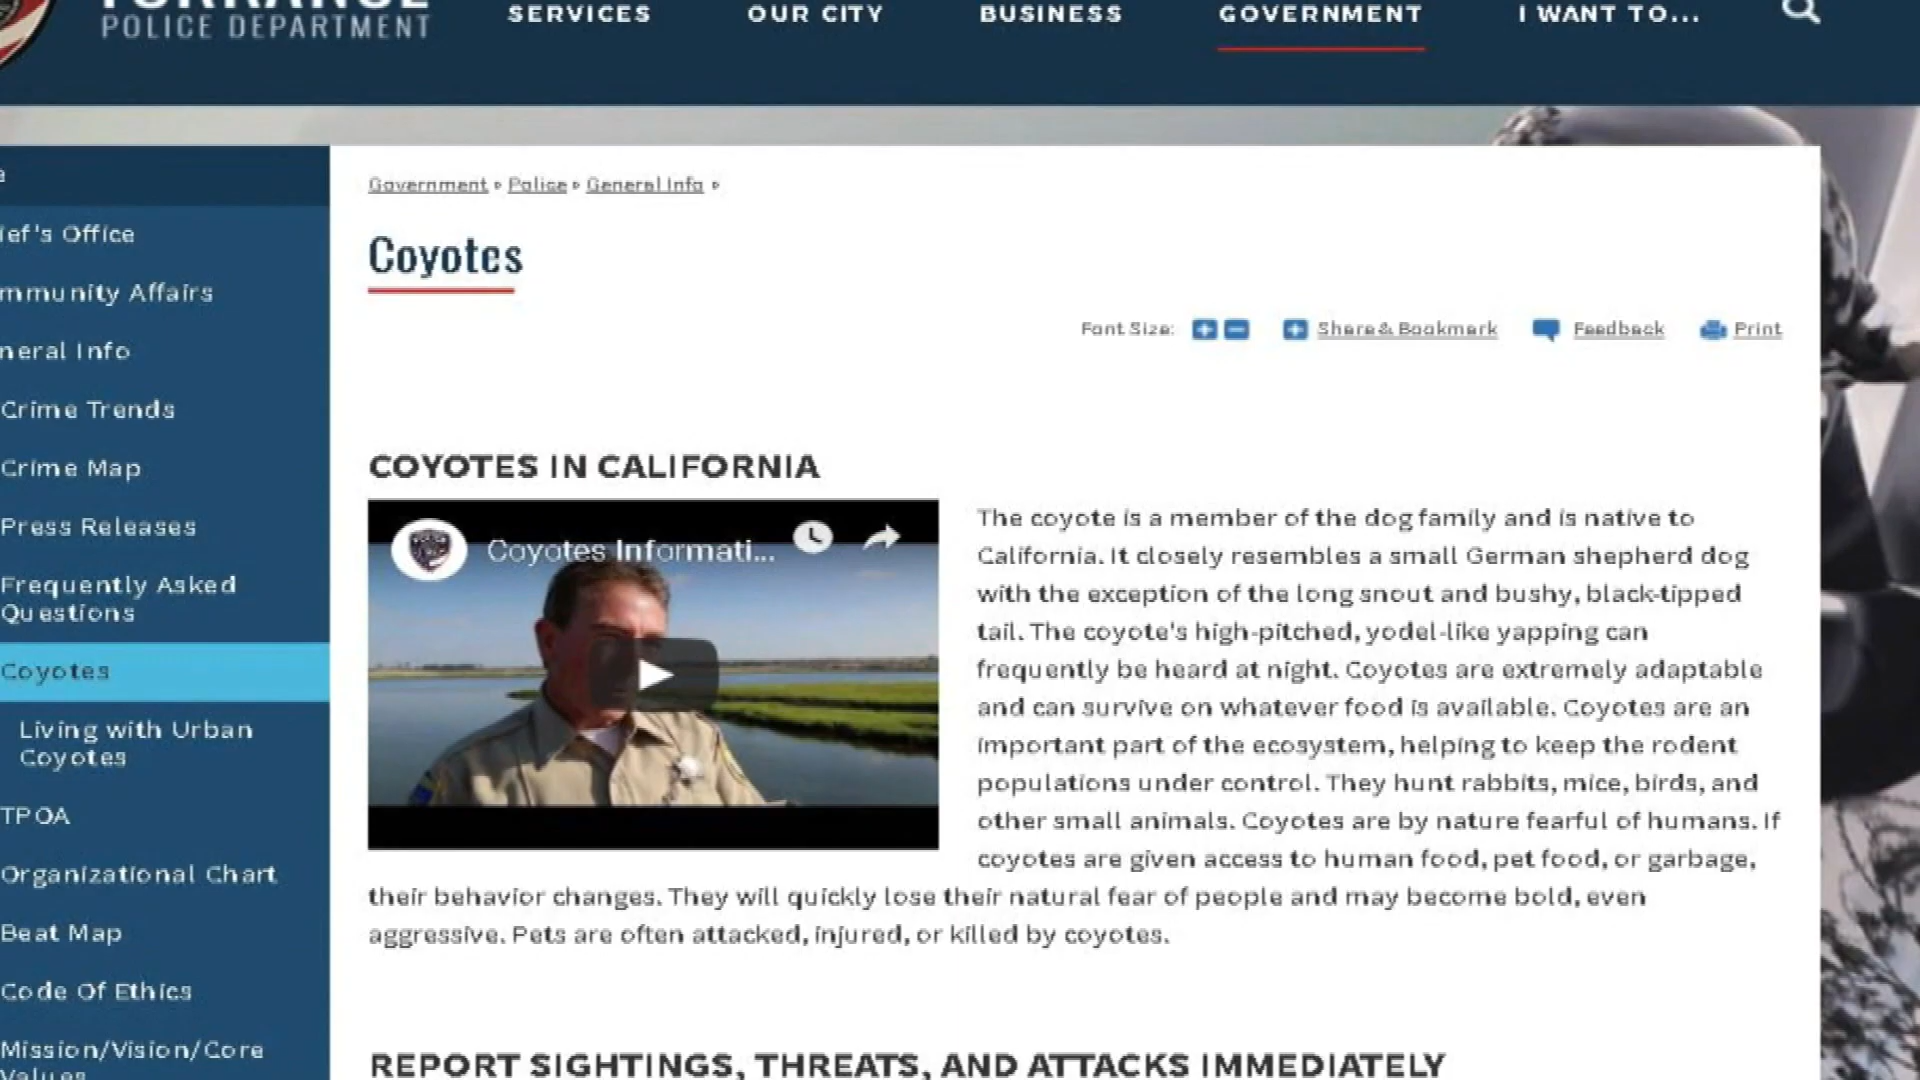 POLICE DEPARTMENT
SERVICES
OUR CITY
BUSINESS
GOVERNMENT
I WANT TO...
ief's Office
mmunity Affairs
neral Info
Crime Trends
Crime Map
Press Releases
Frequently Asked
Questions
Coyotes
Living with Urban
Coyotes
TPOA
Organizational Chart
Beat Map
Code Of Ethics
Mission/Vision/Core
Values
Government ▸ Police ▸ General Info ▸
Coyotes
Font Size:
Share & Bookmark
Feedback
Print
COYOTES IN CALIFORNIA
Coyotes Informati...
The coyote is a member of the dog family and is native to
California. It closely resembles a small German shepherd dog
with the exception of the long snout and bushy, black-tipped
tail. The coyote's high-pitched, yodel-like yapping can
frequently be heard at night. Coyotes are extremely adaptable
and can survive on whatever food is available. Coyotes are an
important part of the ecosystem, helping to keep the rodent
populations under control. They hunt rabbits, mice, birds, and
other small animals. Coyotes are by nature fearful of humans. If
coyotes are given access to human food, pet food, or garbage,
their behavior changes. They will quickly lose their natural fear of people and may become bold, even
aggressive. Pets are often attacked, injured, or killed by coyotes.
REPORT SIGHTINGS, THREATS, AND ATTACKS IMMEDIATELY